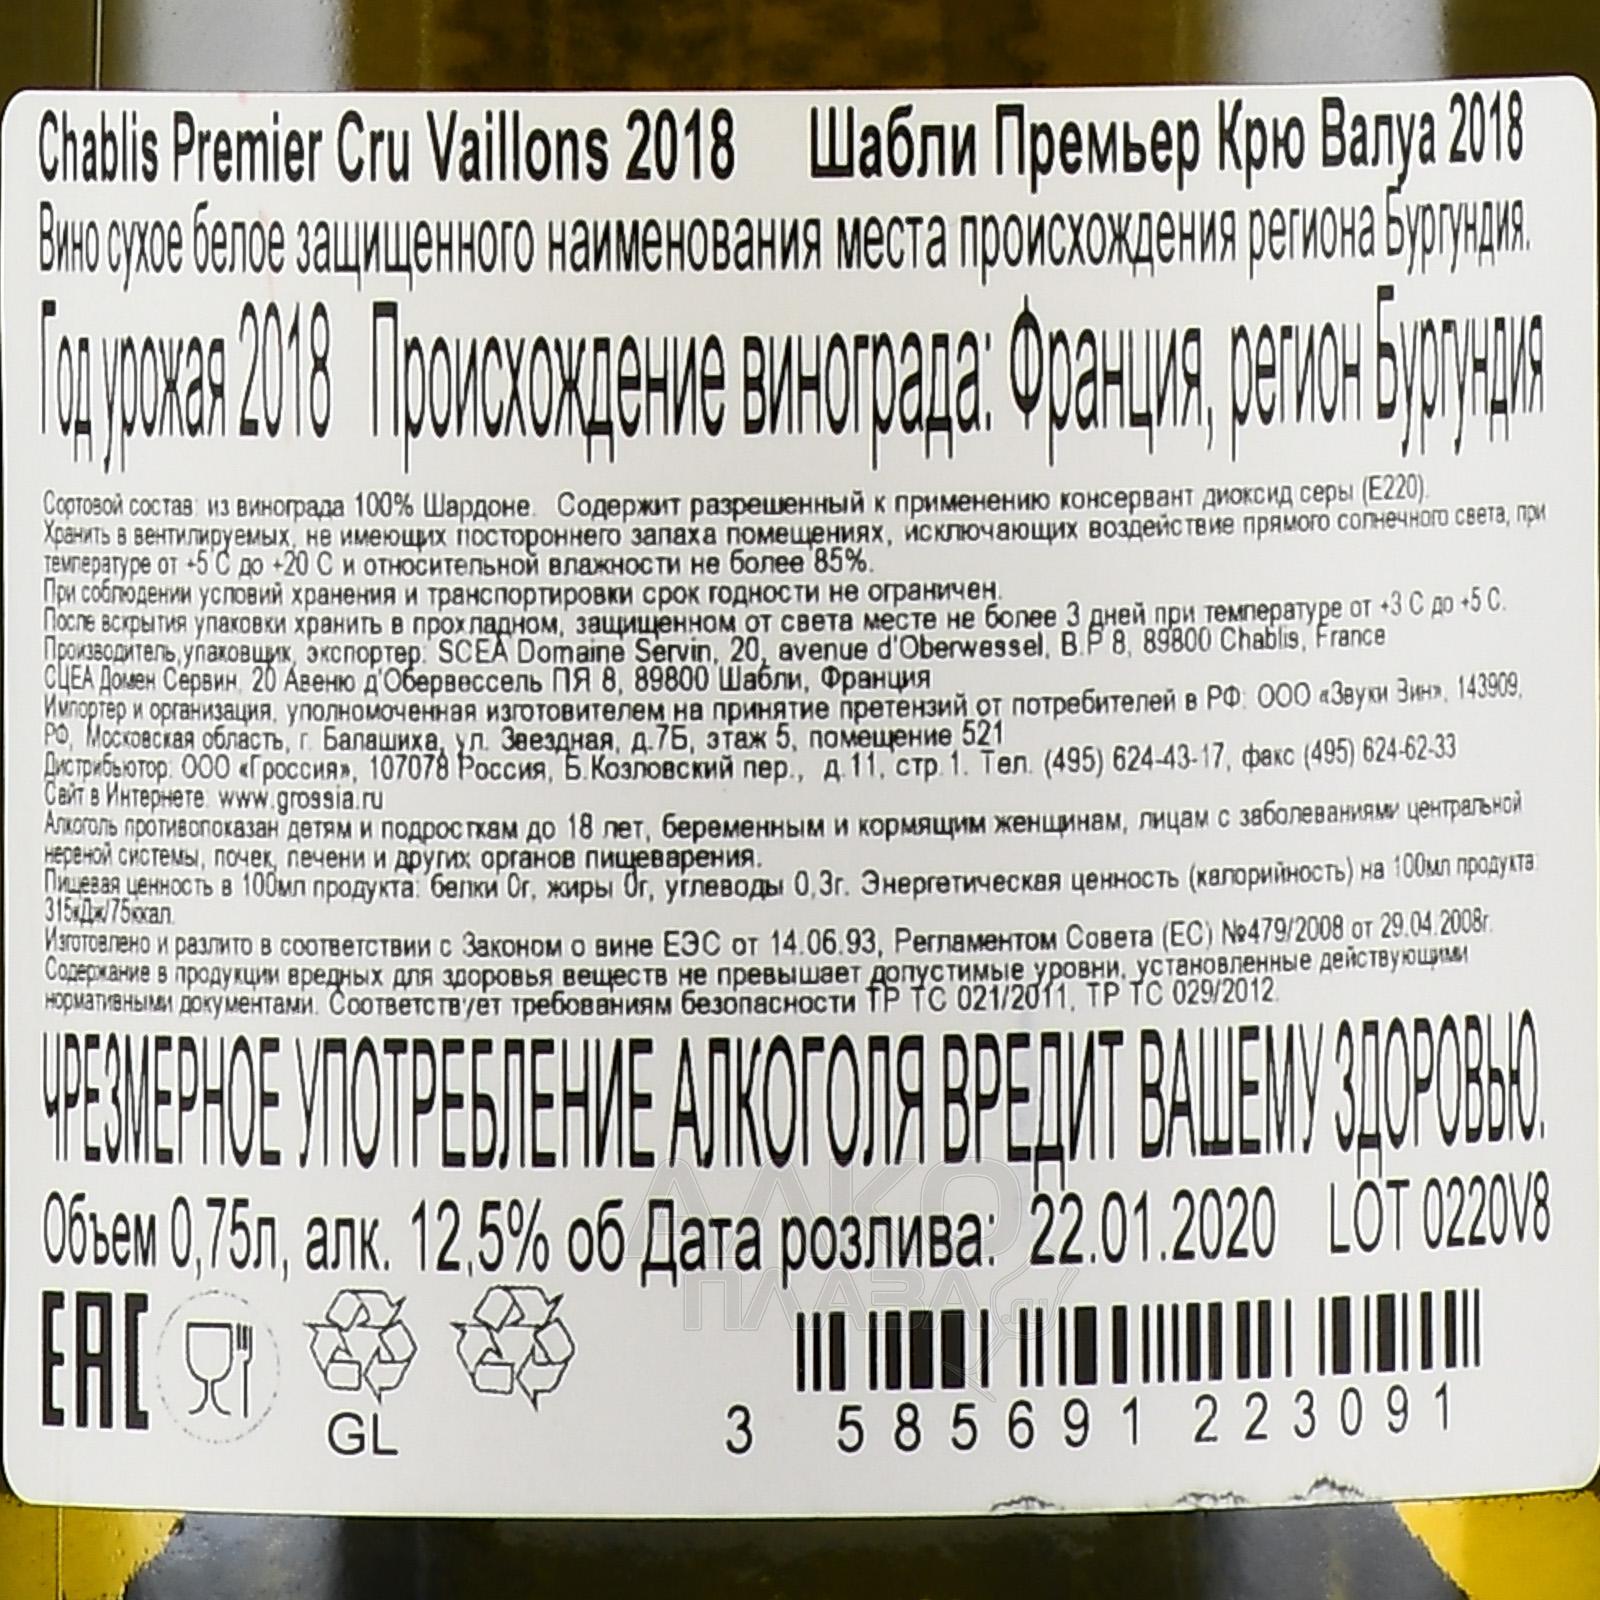 Chablis Premier Cru Vaillons 2018 Шабли Премьер Крю Валуа 2018
Вино сухое белое защищенного наименования места происхождения региона Бургундия.
Год урожая 2018 Происхождение винограда: Франция, регион Бургундия
Сортовой состав: из винограда 100% Шардоне. Содержит разрешенный к применению консервант диоксид серы (Е220).
Хранить в вентилируемых, не имеющих постороннего запаха помещениях, исключающих воздействие прямого солнечного света, при
температуре от +5 С до +20 С и относительной влажности не более 85%.
При соблюдении условий хранения и транспортировки срок годности не ограничен.
После вскрытия упаковки хранить в прохладном, защищенном от света месте не более 3 дней при температуре от +3 С до +5 С.
Производитель,упаковщик, экспортер: SCEA Domaine Servin, 20, avenue d'Oberwessel, B.P 8, 89800 Chablis, France
СЦЕА Домен Сервин, 20 Авеню д'Обервессель ПЯ 8, 89800 Шабли, Франция
Импортер и организация, уполномоченная изготовителем на принятие претензий от потребителей в РФ: ООО «Звуки Вин», 143909,
РФ, Московская область, г. Балашиха, ул. Звездная, д.7Б, этаж 5, помещение 521
Дистрибьютор: ООО «Гроссия», 107078 Россия, Б.Козловский пер., д.11, стр.1. Тел. (495) 624-43-17, факс (495) 624-62-33
Сайт в Интернете: www.grossia.ru
Алкоголь противопоказан детям и подросткам до 18 лет, беременным и кормящим женщинам, лицам с заболеваниями центральной
нервной системы, почек, печени и других органов пищеварения.
Пищевая ценность в 100мл продукта: белки 0г, жиры 0г, углеводы 0,3г. Энергетическая ценность (калорийность) на 100мл продукта:
315кДж/75ккал.
Изготовлено и разлито в соответствии с Законом о вине ЕЭС от 14.06.93, Регламентом Совета (ЕС) №479/2008 от 29.04.2008г.
Содержание в продукции вредных для здоровья веществ не превышает допустимые уровни, установленные действующими
нормативными документами. Соответствует требованиям безопасности ТР ТС 021/2011, ТР ТС 029/2012.
ЧРЕЗМЕРНОЕ УПОТРЕБЛЕНИЕ АЛКОГОЛЯ ВРЕДИТ ВАШЕМУ ЗДОРОВЬЮ.
Объем 0,75л, алк. 12,5% об Дата розлива: 22.01.2020 LOT 0220V8
АЛКО
ПЛАЗА.ru
EAC
GL
3 585691 223091